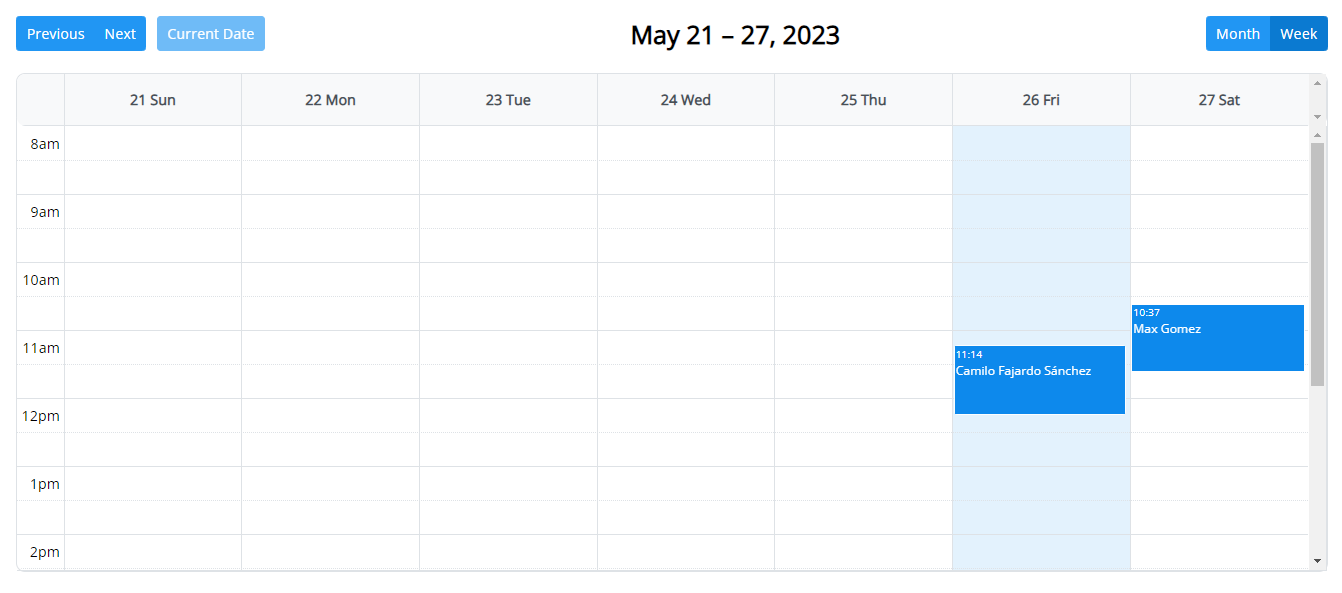 Previous Next Current Date May 21 – 27, 2023 Month Week
21 Sun 22 Mon 23 Tue 24 Wed 25 Thu 26 Fri 27 Sat
8am
9am
10am
10:37
Max Gomez
11am
11:14
Camilo Fajardo Sánchez
12pm
1pm
2pm